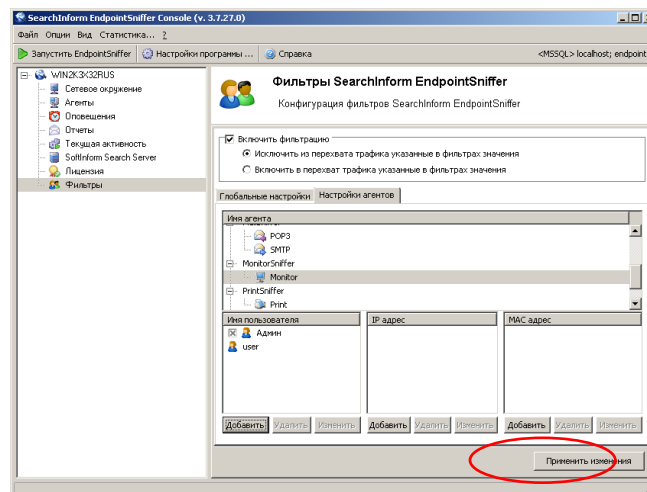 SearchInform EndpointSniffer Console (v. 3.7.27.0)
Файл Опции Вид Статистика... ?
Запустить EndpointSniffer Настройки программы ... Справка <MSSQL> localhost; endpoint
WIN2K3X32RUS
Сетевое окружение
Агенты
Оповещения
Отчеты
Текущая активность
SoftInform Search Server
Лицензия
Фильтры
Фильтры SearchInform EndpointSniffer
Конфигурация фильтров SearchInform EndpointSniffer
Включить фильтрацию
Исключить из перехвата трафика указанные в фильтрах значения
Включить в перехват трафика указанные в фильтрах значения
Глобальные настройки Настройки агентов
Имя агента
POP3
SMTP
MonitorSniffer
Monitor
PrintSniffer
Print
Имя пользователя IP адрес MAC адрес
Админ
user
Добавить Удалить Изменить Добавить Удалить Изменить Добавить Удалить Изменить
Применить изменения